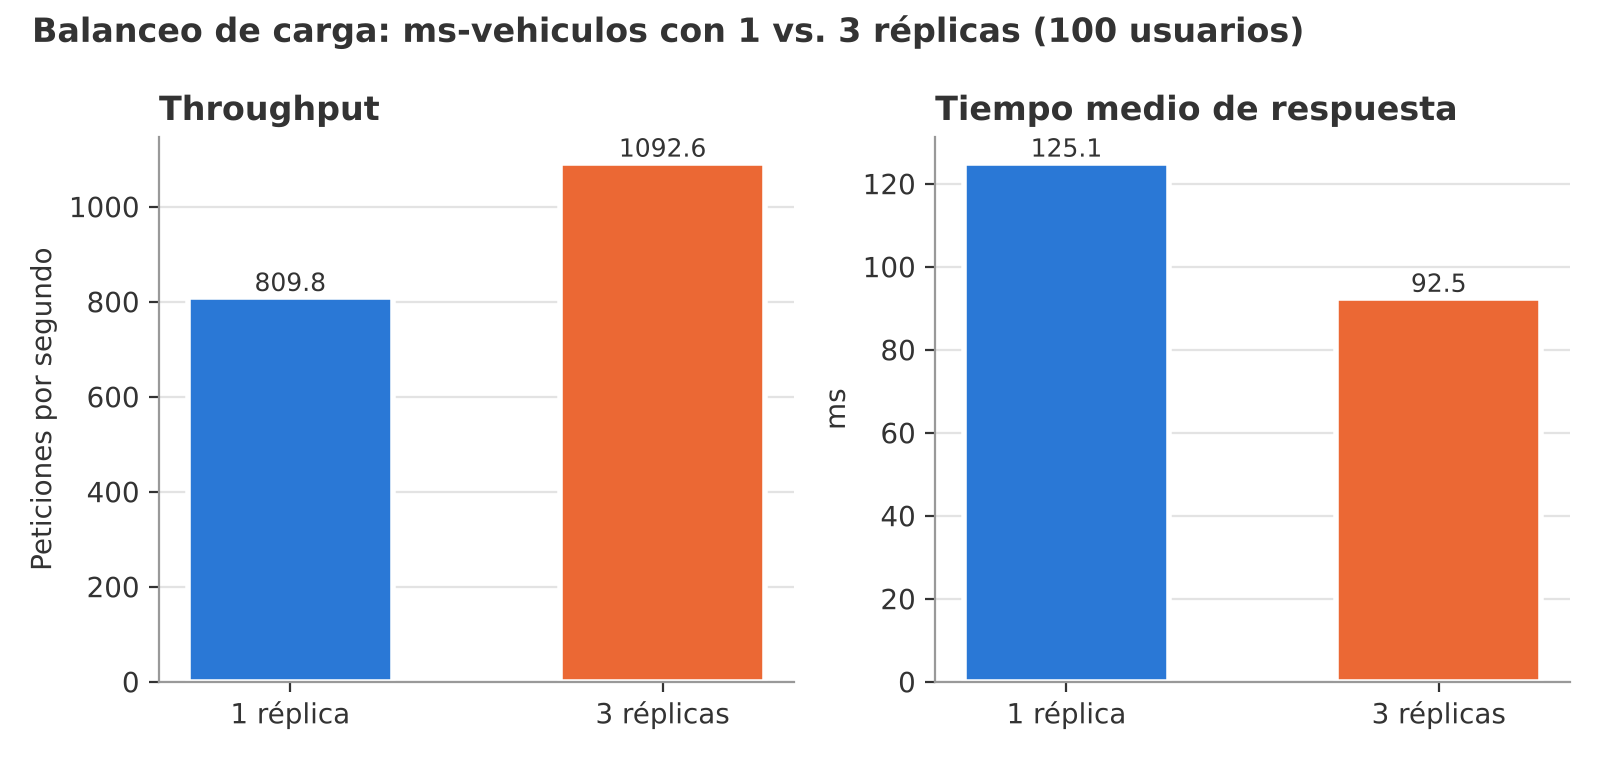 Balanceo de carga: ms-vehiculos con 1 vs. 3 réplicas (100 usuarios)
Throughput
Peticiones por segundo
1000
800
600
400
200
0
809.8
1092.6
1 réplica
3 réplicas
Tiempo medio de respuesta
ms
120
100
80
60
40
20
0
125.1
92.5
1 réplica
3 réplicas